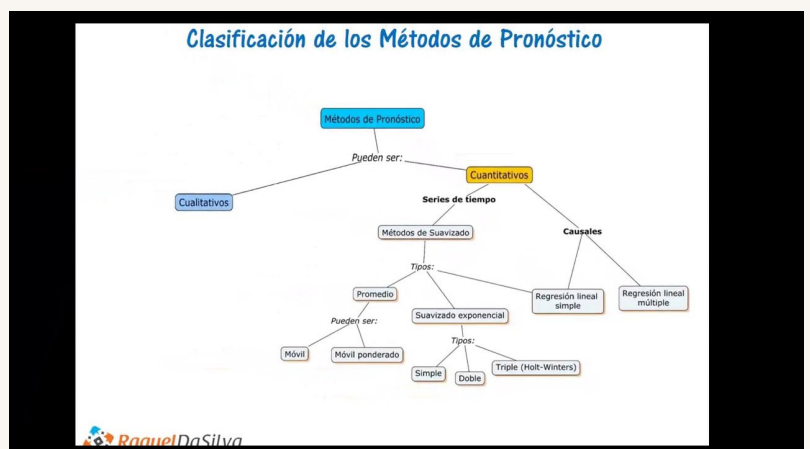 Clasificación de los Métodos de Pronóstico
Métodos de Pronóstico
Pueden ser:
Cuantitativos
Cualitativos
Series de tiempo
Métodos de Suavizado
Causales
Tipos:
Promedio
Regresión lineal
simple
Regresión lineal
múltiple
Suavizado exponencial
Pueden ser:
Móvil
Móvil ponderado
Tipos:
Simple
Doble
Triple (Holt-Winters)
RaquelDaSilva